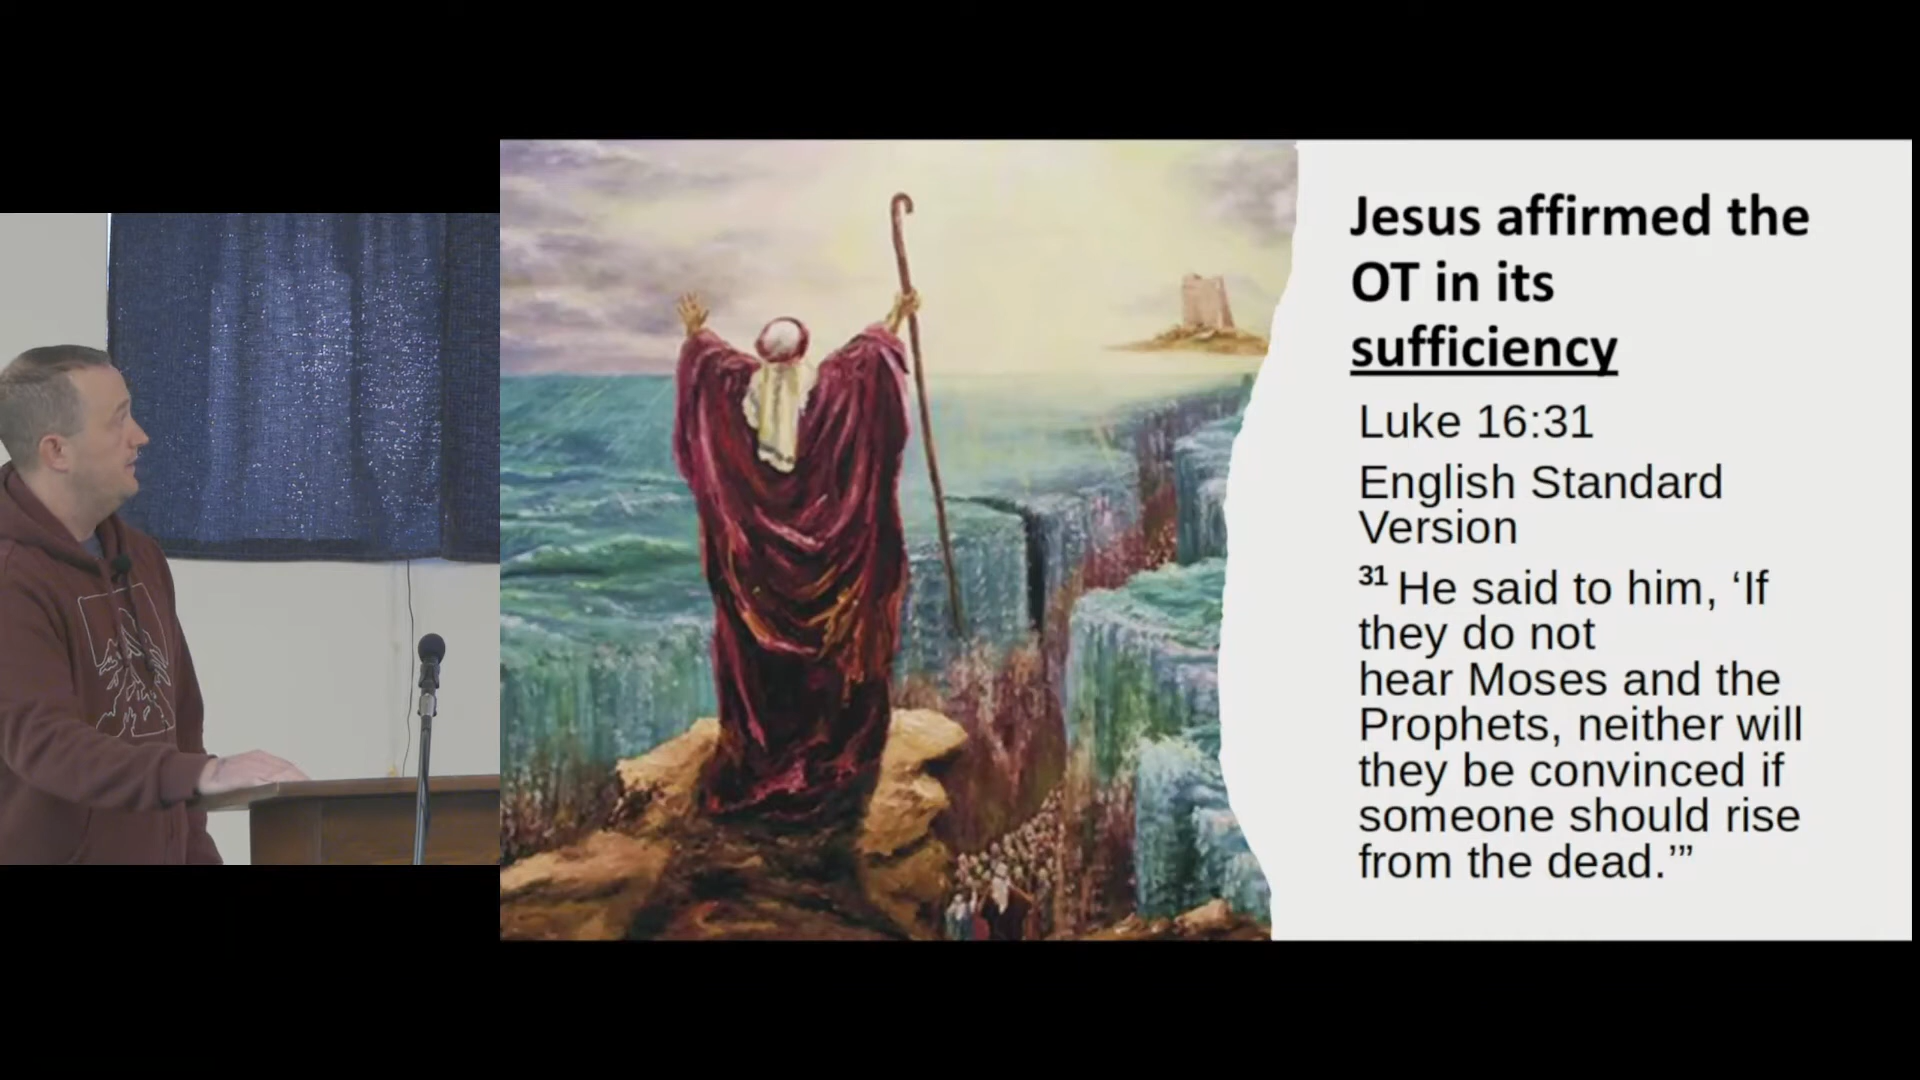 Jesus affirmed the
OT in its
sufficiency
Luke 16:31
English Standard
Version
31 He said to him, ‘If
they do not
hear Moses and the
Prophets, neither will
they be convinced if
someone should rise
from the dead.’”